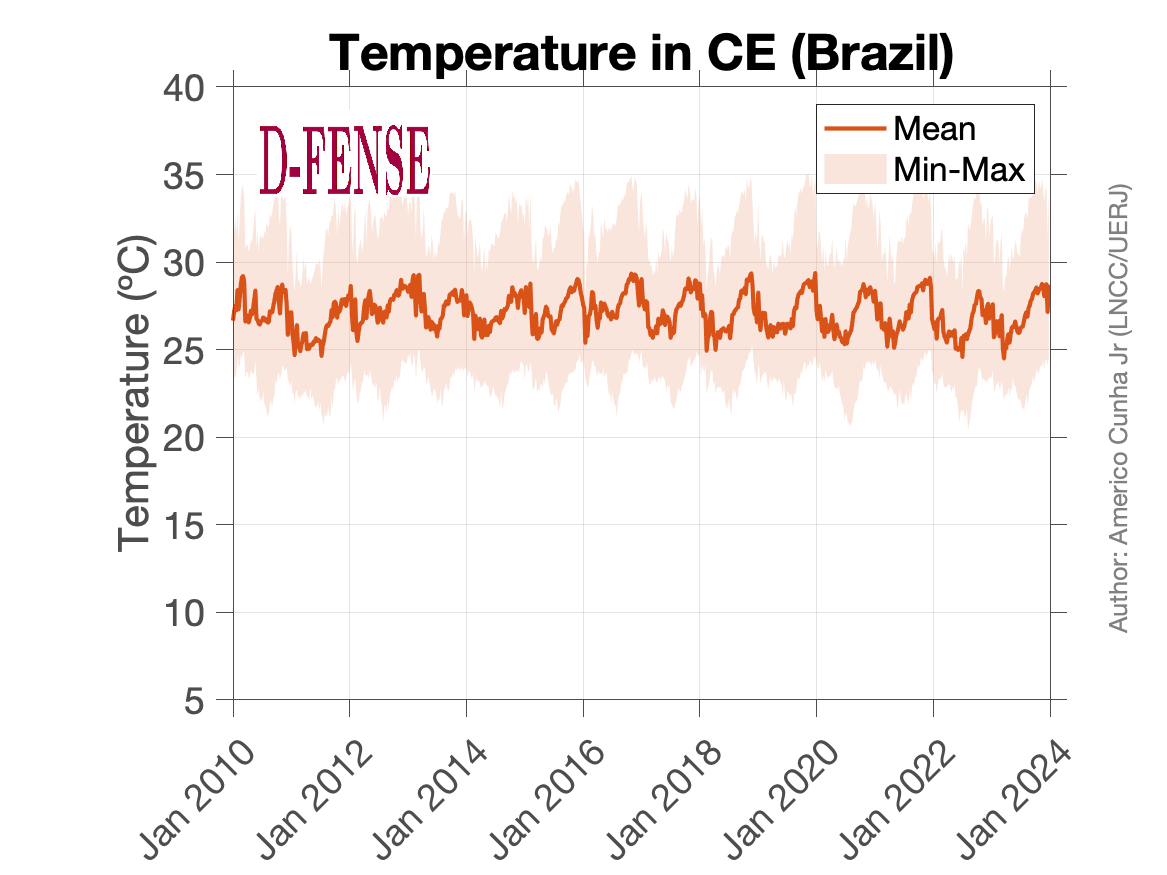 Temperature in CE (Brazil)
D-FENSE
Mean
Min-Max
Temperature (ºC)
40
35
30
25
20
15
10
5
Jan 2010
Jan 2012
Jan 2014
Jan 2016
Jan 2018
Jan 2020
Jan 2022
Jan 2024
Author: Americo Cunha Jr (LNCC/UERJ)